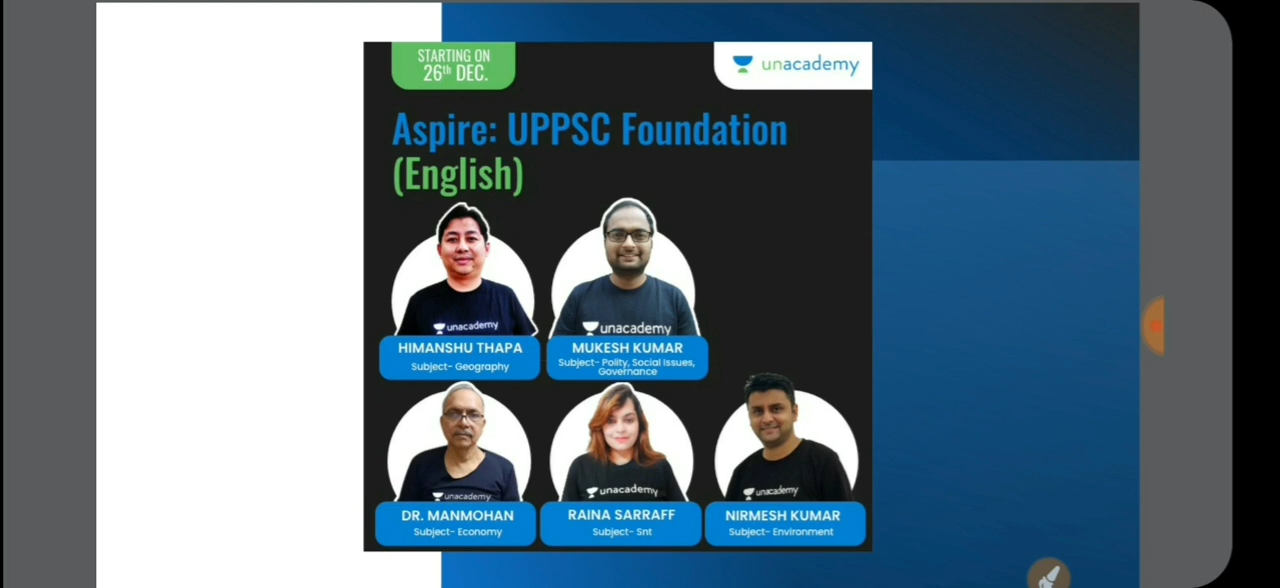 STARTING ON
26th DEC.
unacademy
Aspire: UPPSC Foundation
(English)
unacademy
unacademy
HIMANSHU THAPA
Subject- Geography
MUKESH KUMAR
Subject- Polity, Social Issues,
Governance
unacademy
unacademy
unacademy
DR. MANMOHAN
Subject- Economy
RAINA SARRAFF
Subject- Snt
NIRMESH KUMAR
Subject- Environment